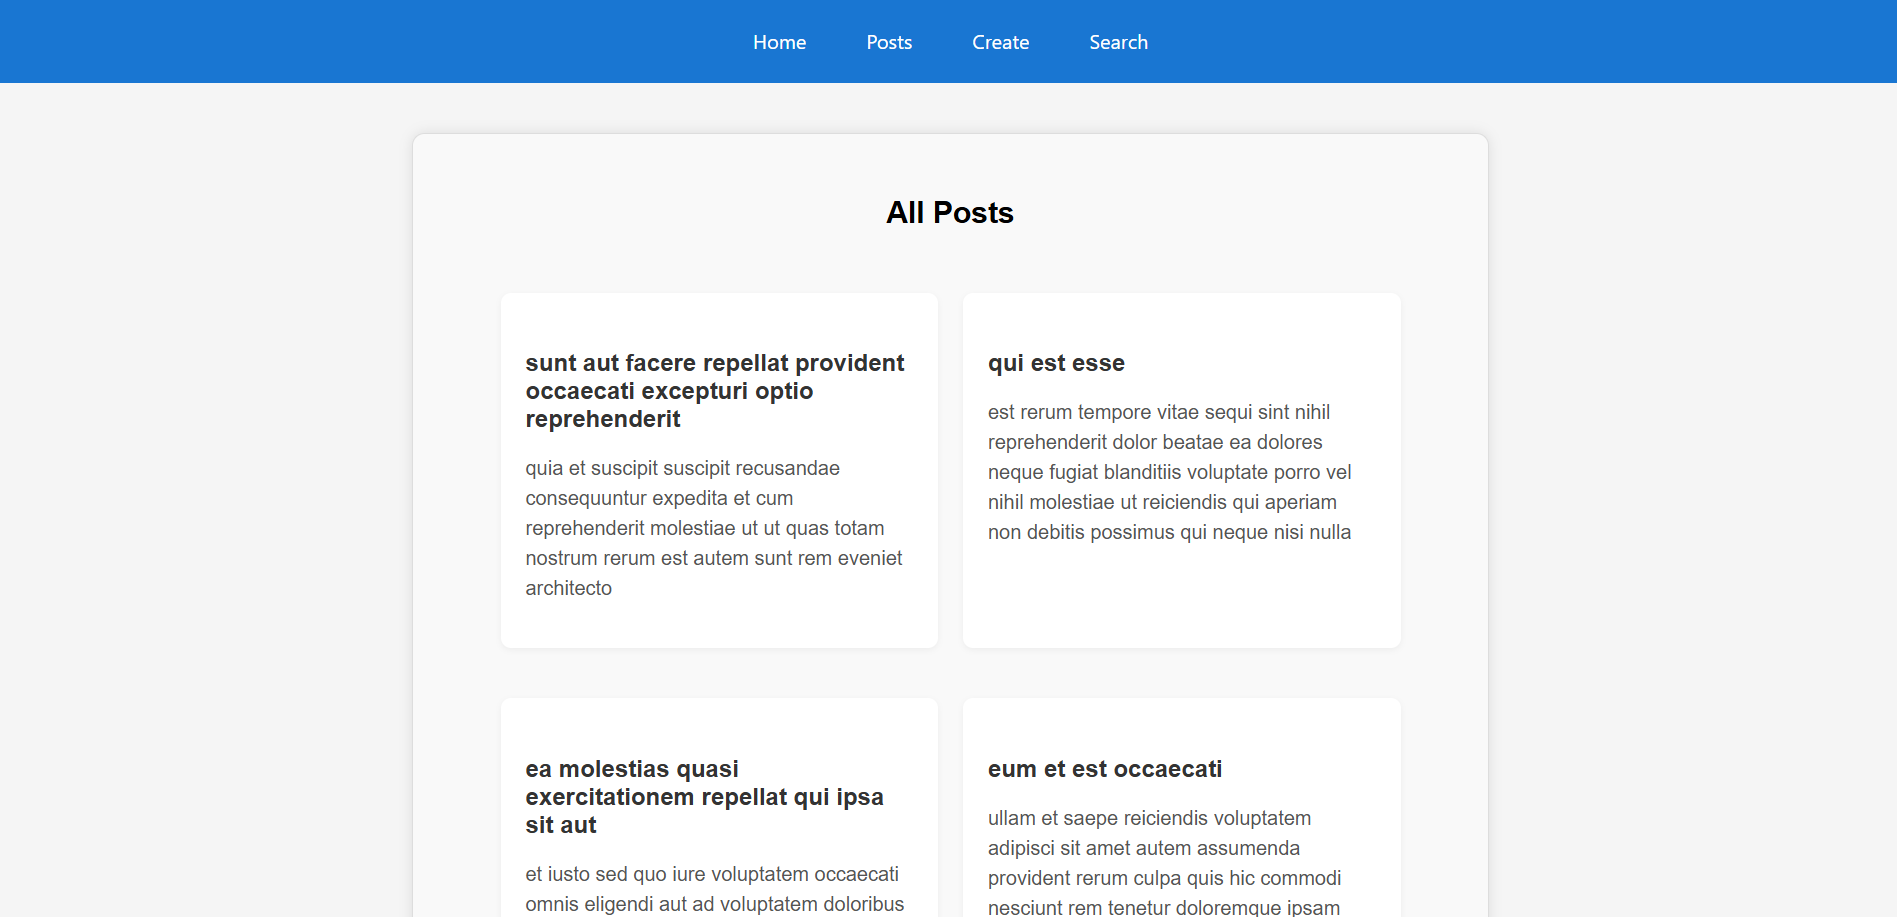 Home Posts Create Search
All Posts
sunt aut facere repellat provident
occaecati excepturi optio
reprehenderit
quia et suscipit suscipit recusandae
consequuntur expedita et cum
reprehenderit molestiae ut ut quas totam
nostrum rerum est autem sunt rem eveniet
architecto
qui est esse
est rerum tempore vitae sequi sint nihil
reprehenderit dolor beatae ea dolores
neque fugiat blanditiis voluptate porro vel
nihil molestiae ut reiciendis qui aperiam
non debitis possimus qui neque nisi nulla
ea molestias quasi
exercitationem repellat qui ipsa
sit aut
et iusto sed quo iure voluptatem occaecati
omnis eligendi aut ad voluptatem doloribus
eum et est occaecati
ullam et saepe reiciendis voluptatem
adipisci sit amet autem assumenda
provident rerum culpa quis hic commodi
nesciunt rem tenetur doloremque ipsam